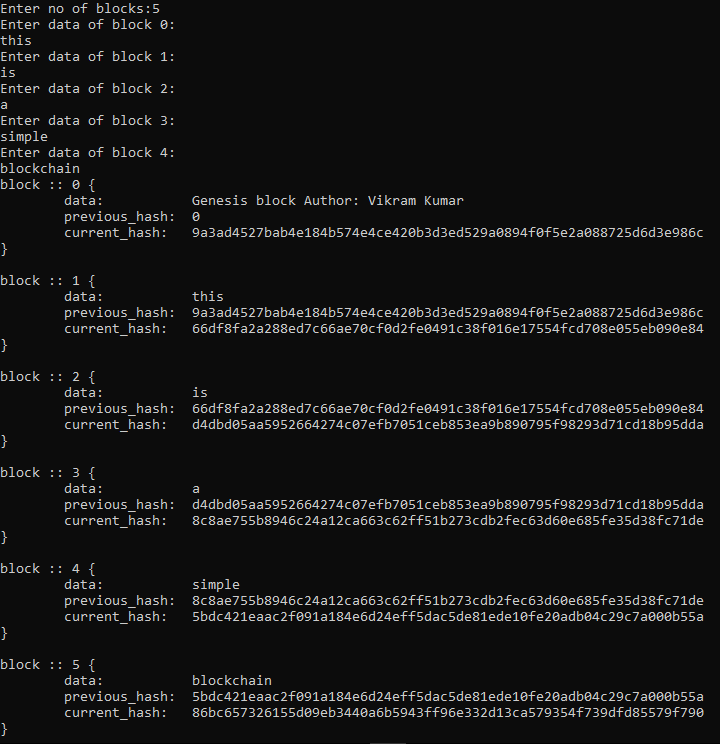 Enter no of blocks:5
Enter data of block 0:
this
Enter data of block 1:
is
Enter data of block 2:
a
Enter data of block 3:
simple
Enter data of block 4:
blockchain
block :: 0 {
data: Genesis block Author: Vikram Kumar
previous_hash: 0
current_hash: 9a3ad4527bab4e184b574e4ce420b3d3ed529a0894f0f5e2a088725d6d3e986c
}
block :: 1 {
data: this
previous_hash: 9a3ad4527bab4e184b574e4ce420b3d3ed529a0894f0f5e2a088725d6d3e986c
current_hash: 66df8fa2a288ed7c66ae70cf0d2fe0491c38f016e17554fcd708e055eb090e84
}
block :: 2 {
data: is
previous_hash: 66df8fa2a288ed7c66ae70cf0d2fe0491c38f016e17554fcd708e055eb090e84
current_hash: d4dbd05aa5952664274c07efb7051ceb853ea9b890795f98293d71cd18b95dda
}
block :: 3 {
data: a
previous_hash: d4dbd05aa5952664274c07efb7051ceb853ea9b890795f98293d71cd18b95dda
current_hash: 8c8ae755b8946c24a12ca663c62ff51b273cdb2fec63d60e685fe35d38fc71de
}
block :: 4 {
data: simple
previous_hash: 8c8ae755b8946c24a12ca663c62ff51b273cdb2fec63d60e685fe35d38fc71de
current_hash: 5bdc421eaac2f091a184e6d24eff5dac5de81ede10fe20adb04c29c7a000b55a
}
block :: 5 {
data: blockchain
previous_hash: 5bdc421eaac2f091a184e6d24eff5dac5de81ede10fe20adb04c29c7a000b55a
current_hash: 86bc657326155d09eb3440a6b5943ff96e332d13ca579354f739dfd85579f790
}